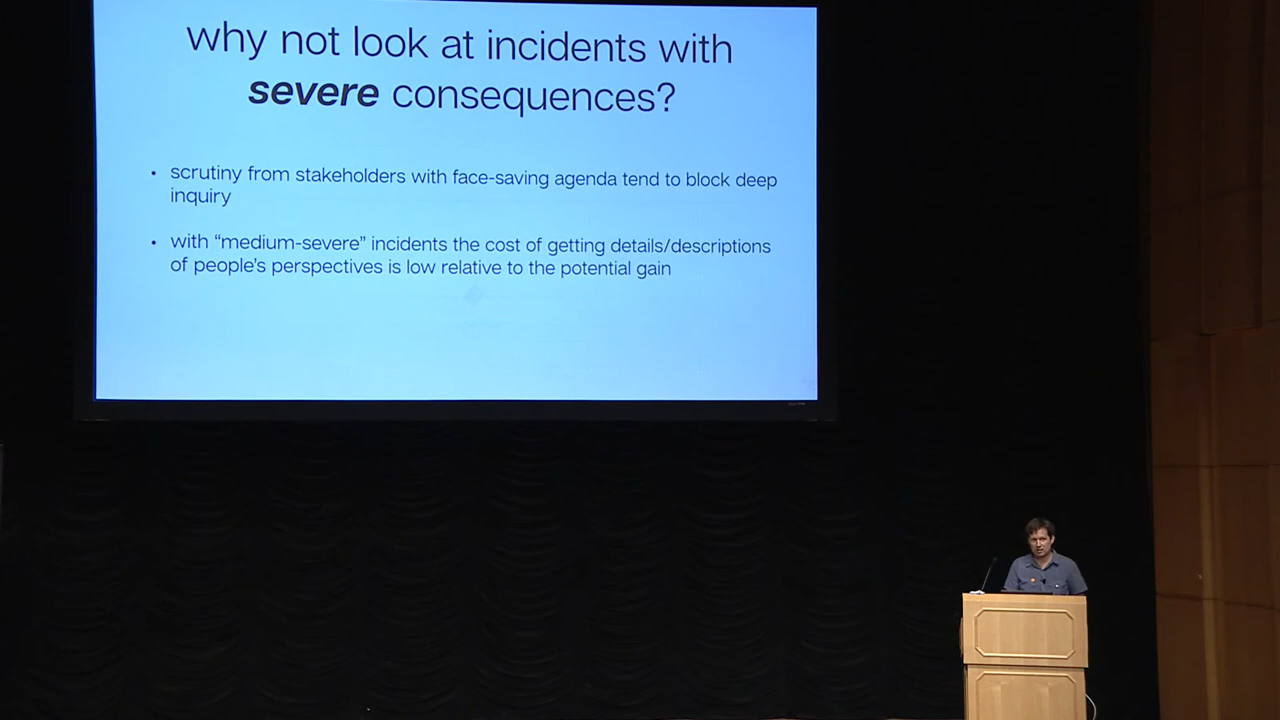 why not look at incidents with
severe consequences?
• scrutiny from stakeholders with face-saving agenda tend to block deep
inquiry
• with “medium-severe” incidents the cost of getting details/descriptions
of people’s perspectives is low relative to the potential gain